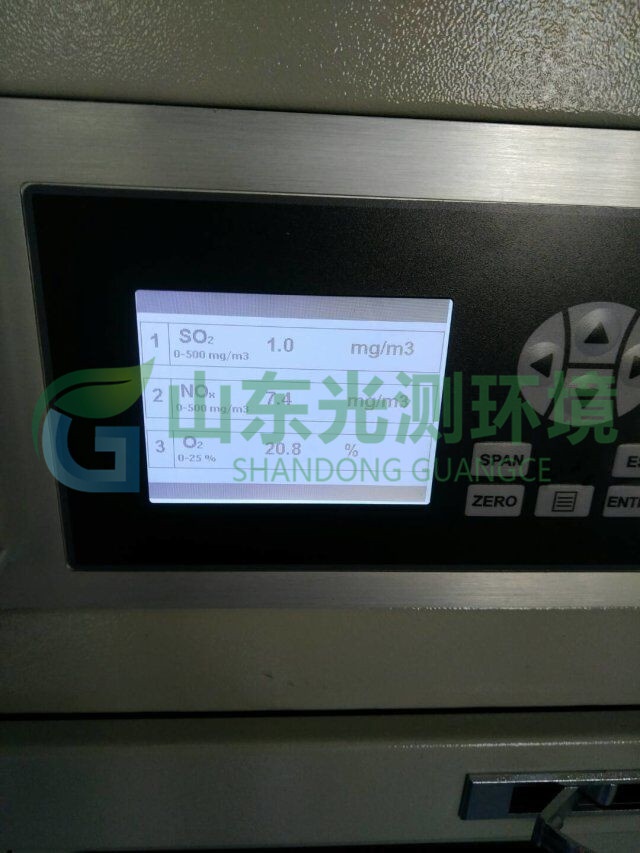 1 SO₂ 1.0 mg/m3
0-500 mg/m3
2 NOₓ 7.4 mg/m3
0-500 mg/m3
3 O₂ 20.8 %
0-25 %
山东光测环境
SHANDONG GUANGCE
SPAN
ZERO